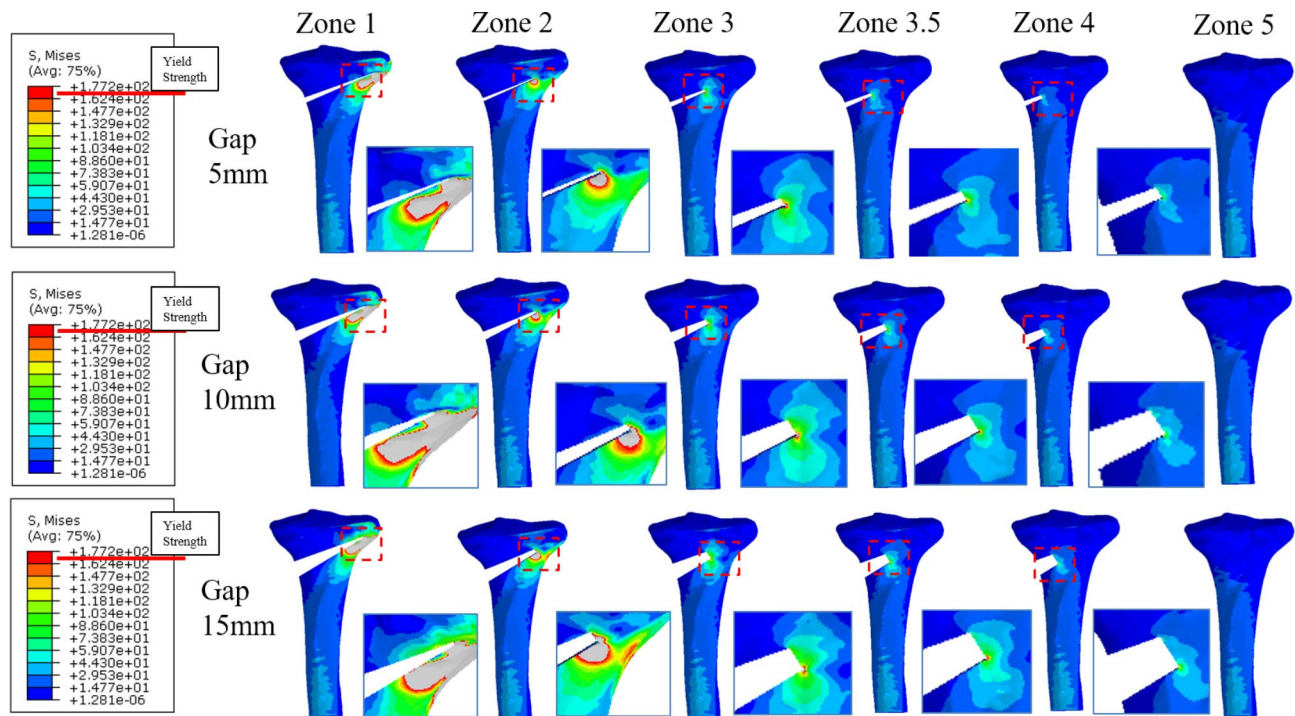 Zone 1 Zone 2 Zone 3 Zone 3.5 Zone 4 Zone 5
S, Mises
(Avg: 75%)
Yield
Strength
+1.772e+02
+1.624e+02
+1.477e+02
+1.329e+02
+1.181e+02
+1.034e+02
+8.860e+01
+7.383e+01
+5.907e+01
+4.430e+01
+2.953e+01
+1.477e+01
+1.281e-06
Gap
5mm
S, Mises
(Avg: 75%)
Yield
Strength
+1.772e+02
+1.624e+02
+1.477e+02
+1.329e+02
+1.181e+02
+1.034e+02
+8.860e+01
+7.383e+01
+5.907e+01
+4.430e+01
+2.953e+01
+1.477e+01
+1.281e-06
Gap
10mm
S, Mises
(Avg: 75%)
Yield
Strength
+1.772e+02
+1.624e+02
+1.477e+02
+1.329e+02
+1.181e+02
+1.034e+02
+8.860e+01
+7.383e+01
+5.907e+01
+4.430e+01
+2.953e+01
+1.477e+01
+1.281e-06
Gap
15mm